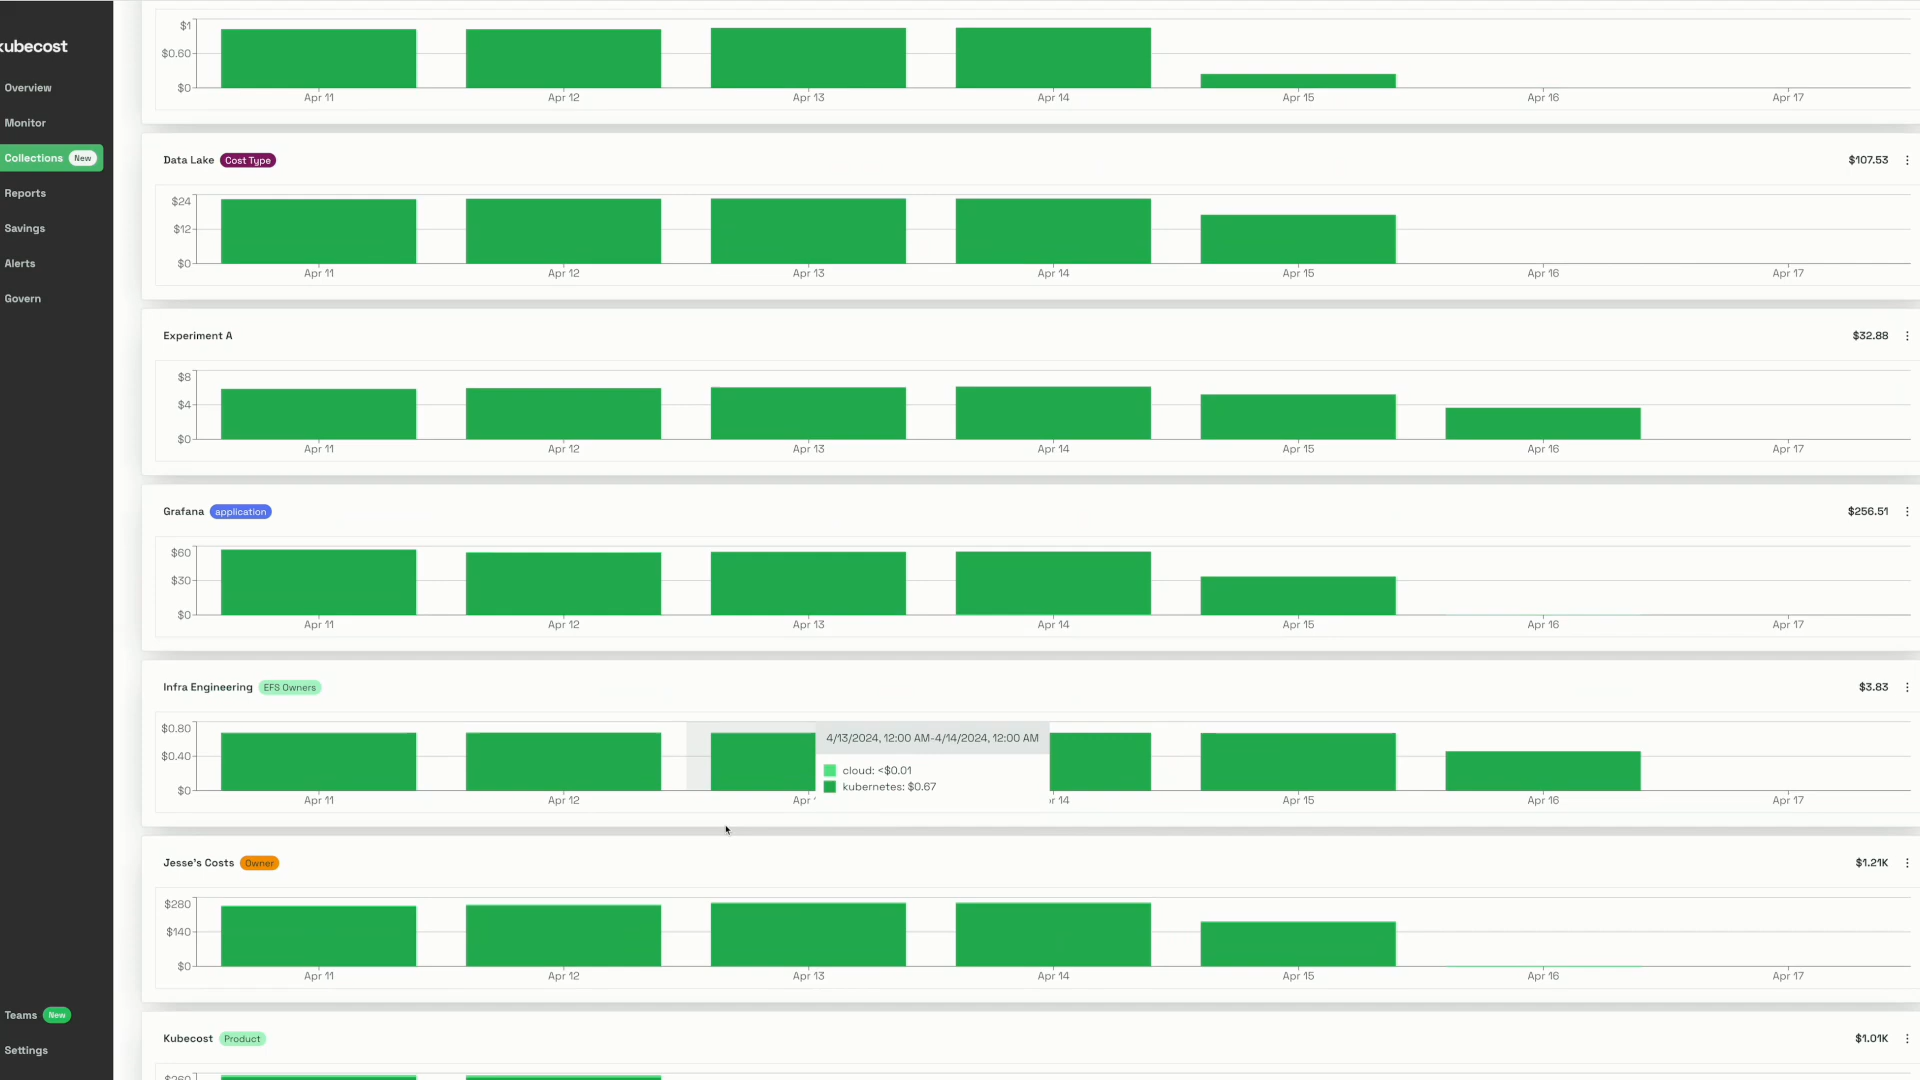 kubecost
Overview
Monitor
Collections New
Reports
Savings
Alerts
Govern
Teams New
Settings
$1
$0.60
$0
Apr 11 Apr 12 Apr 13 Apr 14 Apr 15 Apr 16 Apr 17
Data Lake Cost Type $107.53
$24
$12
$0
Apr 11 Apr 12 Apr 13 Apr 14 Apr 15 Apr 16 Apr 17
Experiment A $32.88
$8
$4
$0
Apr 11 Apr 12 Apr 13 Apr 14 Apr 15 Apr 16 Apr 17
Grafana application $256.51
$60
$30
$0
Apr 11 Apr 12 Apr 13 Apr 14 Apr 15 Apr 16 Apr 17
Infra Engineering EFS Owners $3.83
$0.80
$0.40
$0
4/13/2024, 12:00 AM-4/14/2024, 12:00 AM
cloud: <$0.01
kubernetes: $0.67
Apr 11 Apr 12 Apr r 14 Apr 15 Apr 16 Apr 17
Jesse's Costs Owner $1.21K
$280
$140
$0
Apr 11 Apr 12 Apr 13 Apr 14 Apr 15 Apr 16 Apr 17
Kubecost Product $1.01K
$260